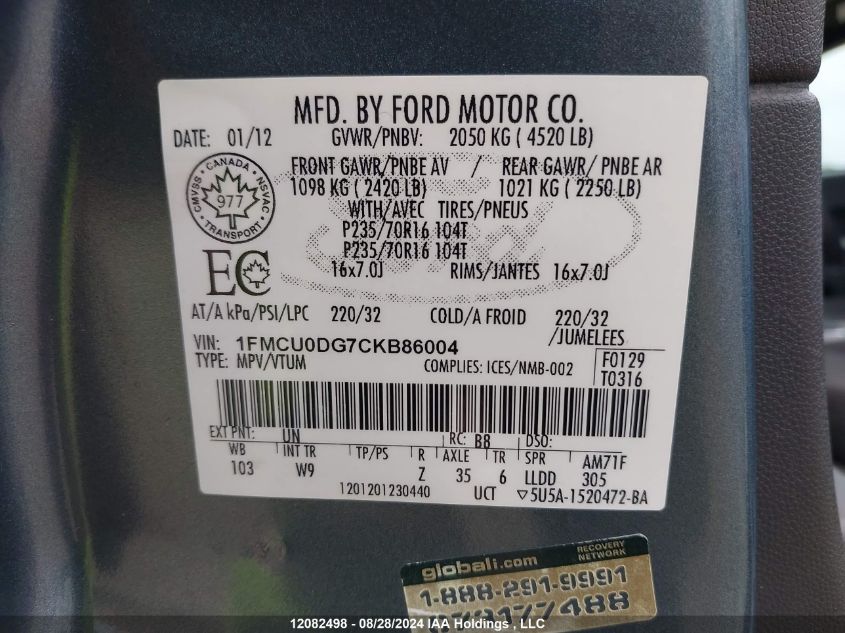 MFD. BY FORD MOTOR CO.
DATE: 01/12 GVWR/PNBV: 2050 KG ( 4520 LB)
FRONT GAWR/PNBE AV / REAR GAWR/ PNBE AR
1098 KG ( 2420 LB) 1021 KG ( 2250 LB)
WITH/AVEC TIRES/PNEUS
P235/70R16 104T
P235/70R16 104T
16x7.0J RIMS/JANTES 16x7.0J
CANADA
CMVSS NSVAC
977
TRANSPORT
EC
AT/A kPa/PSI/LPC 220/32 COLD/A FROID 220/32
/JUMELEES
VIN: 1FMCU0DG7CKB86004
TYPE: MPV/VTUM COMPLIES: ICES/NMB-002 F0129
T0316
EXT PNT: UN RC: B8 DSO:
WB INT TR TP/PS R AXLE TR SPR AM71F
103 W9 Z 35 6 LLDD 305
1201201230440 UCT ▽5U5A-1520472-BA
globali.com RECOVERY
NETWORK
1-888-291-9991
12082498 - 08/28/2024 IAA Holdings , LLC